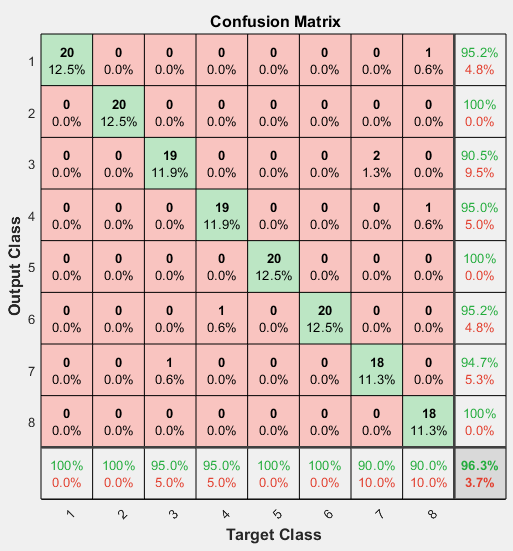 Confusion Matrix
1 20 0 0 0 0 0 0 1 95.2%
12.5% 0.0% 0.0% 0.0% 0.0% 0.0% 0.0% 0.6% 4.8%
2 0 20 0 0 0 0 0 0 100%
0.0% 12.5% 0.0% 0.0% 0.0% 0.0% 0.0% 0.0% 0.0%
3 0 0 19 0 0 0 2 0 90.5%
0.0% 0.0% 11.9% 0.0% 0.0% 0.0% 1.3% 0.0% 9.5%
4 0 0 0 19 0 0 0 1 95.0%
0.0% 0.0% 0.0% 11.9% 0.0% 0.0% 0.0% 0.6% 5.0%
5 0 0 0 0 20 0 0 0 100%
0.0% 0.0% 0.0% 0.0% 12.5% 0.0% 0.0% 0.0% 0.0%
6 0 0 0 1 0 20 0 0 95.2%
0.0% 0.0% 0.0% 0.6% 0.0% 12.5% 0.0% 0.0% 4.8%
7 0 0 1 0 0 0 18 0 94.7%
0.0% 0.0% 0.6% 0.0% 0.0% 0.0% 11.3% 0.0% 5.3%
8 0 0 0 0 0 0 0 18 100%
0.0% 0.0% 0.0% 0.0% 0.0% 0.0% 0.0% 11.3% 0.0%
100% 100% 95.0% 95.0% 100% 100% 90.0% 90.0% 96.3%
0.0% 0.0% 5.0% 5.0% 0.0% 0.0% 10.0% 10.0% 3.7%
1 2 3 4 5 6 7 8
Target Class
Output Class